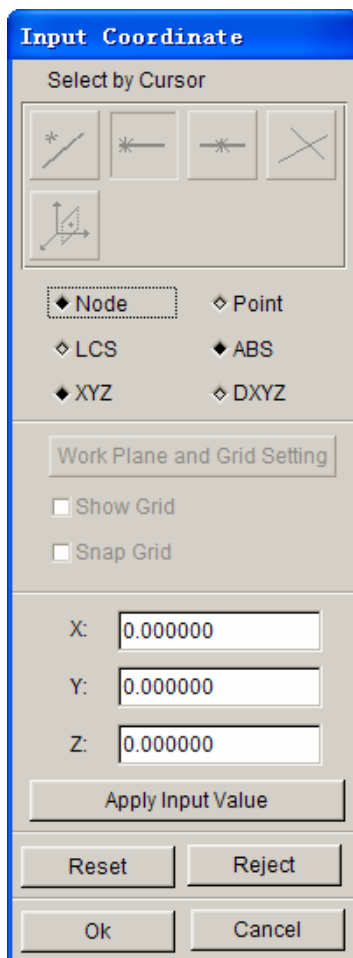 Input Coordinate
Select by Cursor
Node Point
LCS ABS
XYZ DXYZ
Work Plane and Grid Setting
Show Grid
Snap Grid
X: 0.000000
Y: 0.000000
Z: 0.000000
Apply Input Value
Reset Reject
Ok Cancel